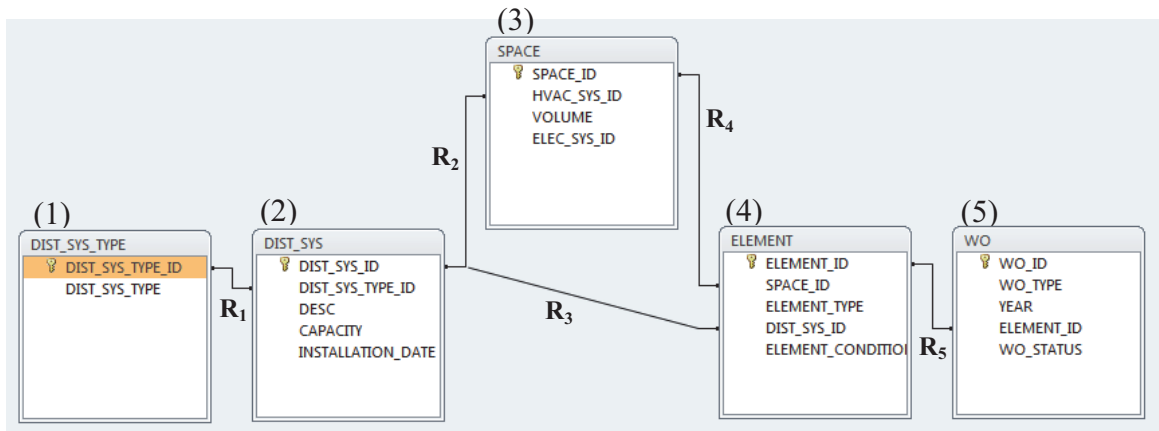 (1)
DIST_SYS_TYPE
DIST_SYS_TYPE_ID
DIST_SYS_TYPE
R1
(2)
DIST_SYS
DIST_SYS_ID
DIST_SYS_TYPE_ID
DESC
CAPACITY
INSTALLATION_DATE
R2
(3)
SPACE
SPACE_ID
HVAC_SYS_ID
VOLUME
ELEC_SYS_ID
R3
R4
(4)
ELEMENT
ELEMENT_ID
SPACE_ID
ELEMENT_TYPE
DIST_SYS_ID
ELEMENT_CONDITION
R5
(5)
WO
WO_ID
WO_TYPE
YEAR
ELEMENT_ID
WO_STATUS